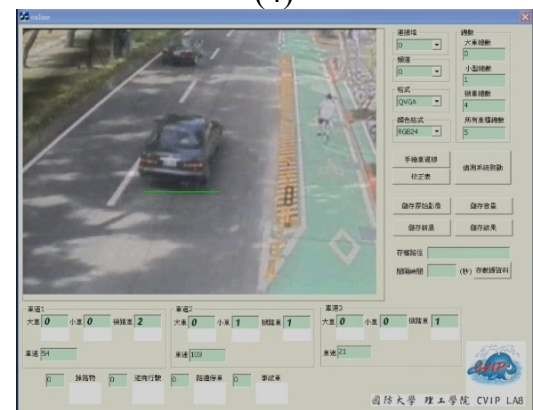 (4)
online
連接埠
0
頻道
0
格式
QVGA
顏色格式
RGB24
總數
大車總數
0
小型總數
1
機車總數
4
所有車種總數
5
手繪車道線
校正表
偵測系統啟動
儲存原始影像
儲存背景
儲存前景
儲存結果
存檔路徑
間隔時間
(秒)
存數據資料
車道1
大車 0 小車 0 機踏車 2
車速 54
車道2
大車 0 小車 1 機踏車 1
車速 103
車道3
大車 0 小車 0 機踏車 1
車速 21
0 掉落物 0 逆向行駛 0 路邊停車 0 事故車
CVIP
國防大學 理工學院 CVIP LAB